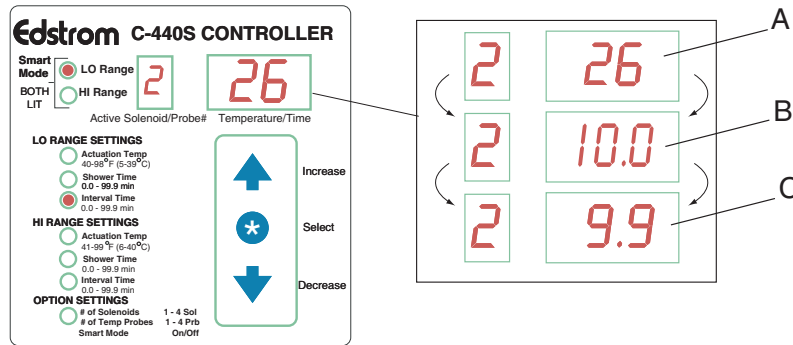 Edstrom C-440S CONTROLLER
Smart Mode
BOTH LIT
LO Range
HI Range
2
26
Active Solenoid/Probe# Temperature/Time
LO RANGE SETTINGS
Actuation Temp
40-98°F (5-39°C)
Shower Time
0.0 - 99.9 min
Interval Time
0.0 - 99.9 min
HI RANGE SETTINGS
Actuation Temp
41-99 °F (6-40°C)
Shower Time
0.0 - 99.9 min
Interval Time
0.0 - 99.9 min
OPTION SETTINGS
# of Solenoids 1 - 4 Sol
# of Temp Probes 1 - 4 Prb
Smart Mode On/Off
Increase
*
Select
Decrease
2 26 A
2 10.0 B
2 9.9 C